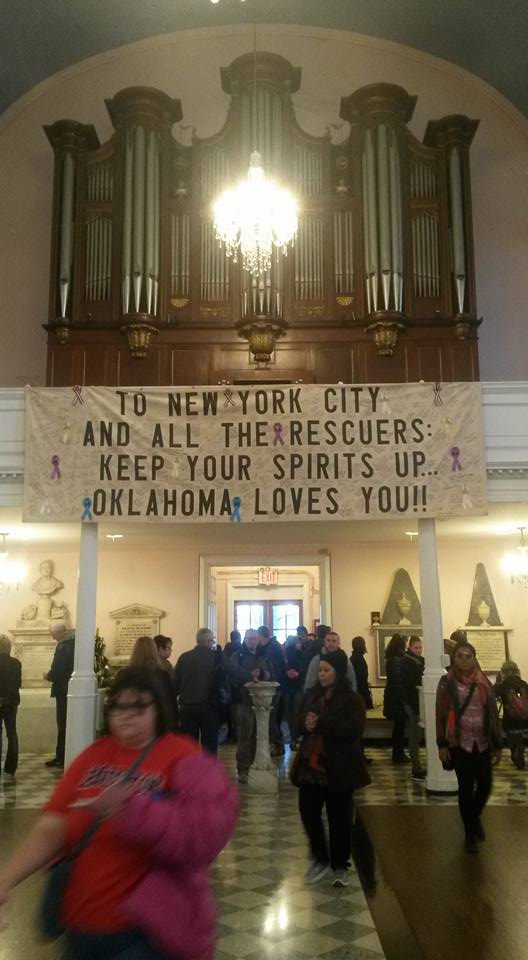 TO NEW YORK CITY
AND ALL THE RESCUERS:
KEEP YOUR SPIRITS UP...
OKLAHOMA LOVES YOU!!
EXIT